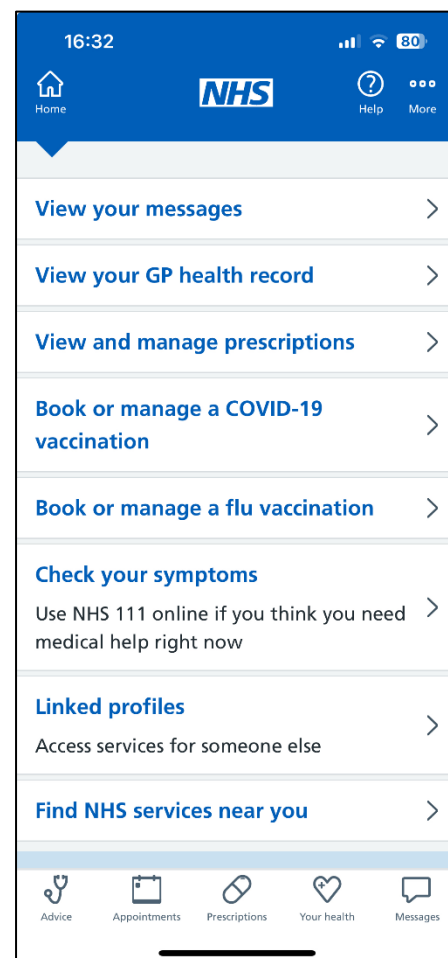 16:32
80
NHS
Home
Help
More
View your messages
View your GP health record
View and manage prescriptions
Book or manage a COVID-19
vaccination
Book or manage a flu vaccination
Check your symptoms
Use NHS 111 online if you think you need
medical help right now
Linked profiles
Access services for someone else
Find NHS services near you
Advice
Appointments
Prescriptions
Your health
Messages